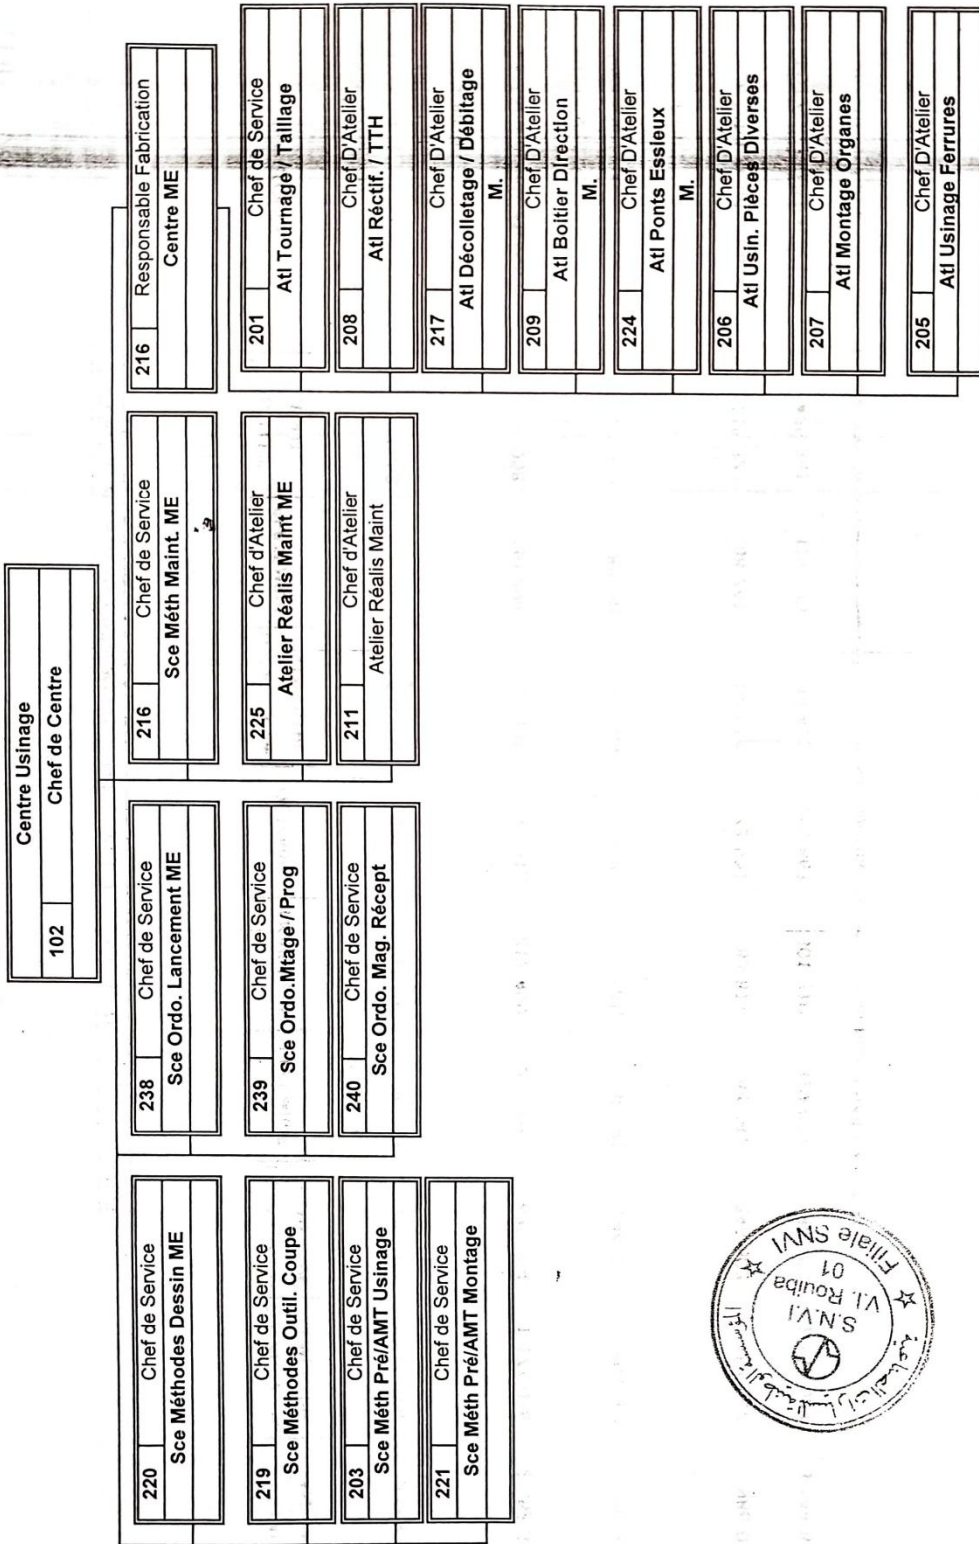 Centre Usinage
102 Chef de Centre
220 Chef de Service
Sce Méthodes Dessin ME
219 Chef de Service
Sce Méthodes Outil. Coupe
203 Chef de Service
Sce Méth Pré/AMT Usinage
221 Chef de Service
Sce Méth Pré/AMT Montage
238 Chef de Service
Sce Ordo. Lancement ME
239 Chef de Service
Sce Ordo.Mtage / Prog
240 Chef de Service
Sce Ordo. Mag. Récept
216 Chef de Service
Sce Méth Maint. ME
225 Chef d'Atelier
Atelier Réalis Maint ME
211 Chef d'Atelier
Atelier Réalis Maint
216 Responsable Fabrication
Centre ME
201 Chef de Service
Atl Tournage / Taillage
208 Chef D'Atelier
Atl Réctif. / TTH
217 Chef D'Atelier
Atl Décolletage / Débitage
M.
209 Chef D'Atelier
Atl Boitier Direction
M.
224 Chef D'Atelier
Atl Ponts Essieux
M.
206 Chef D'Atelier
Atl Usin. Pièces Diverses
207 Chef D'Atelier
Atl Montage Organes
205 Chef D'Atelier
Atl Usinage Ferrures
S.N.V.I
V.I. Rouiba
01
Filiale SNVI